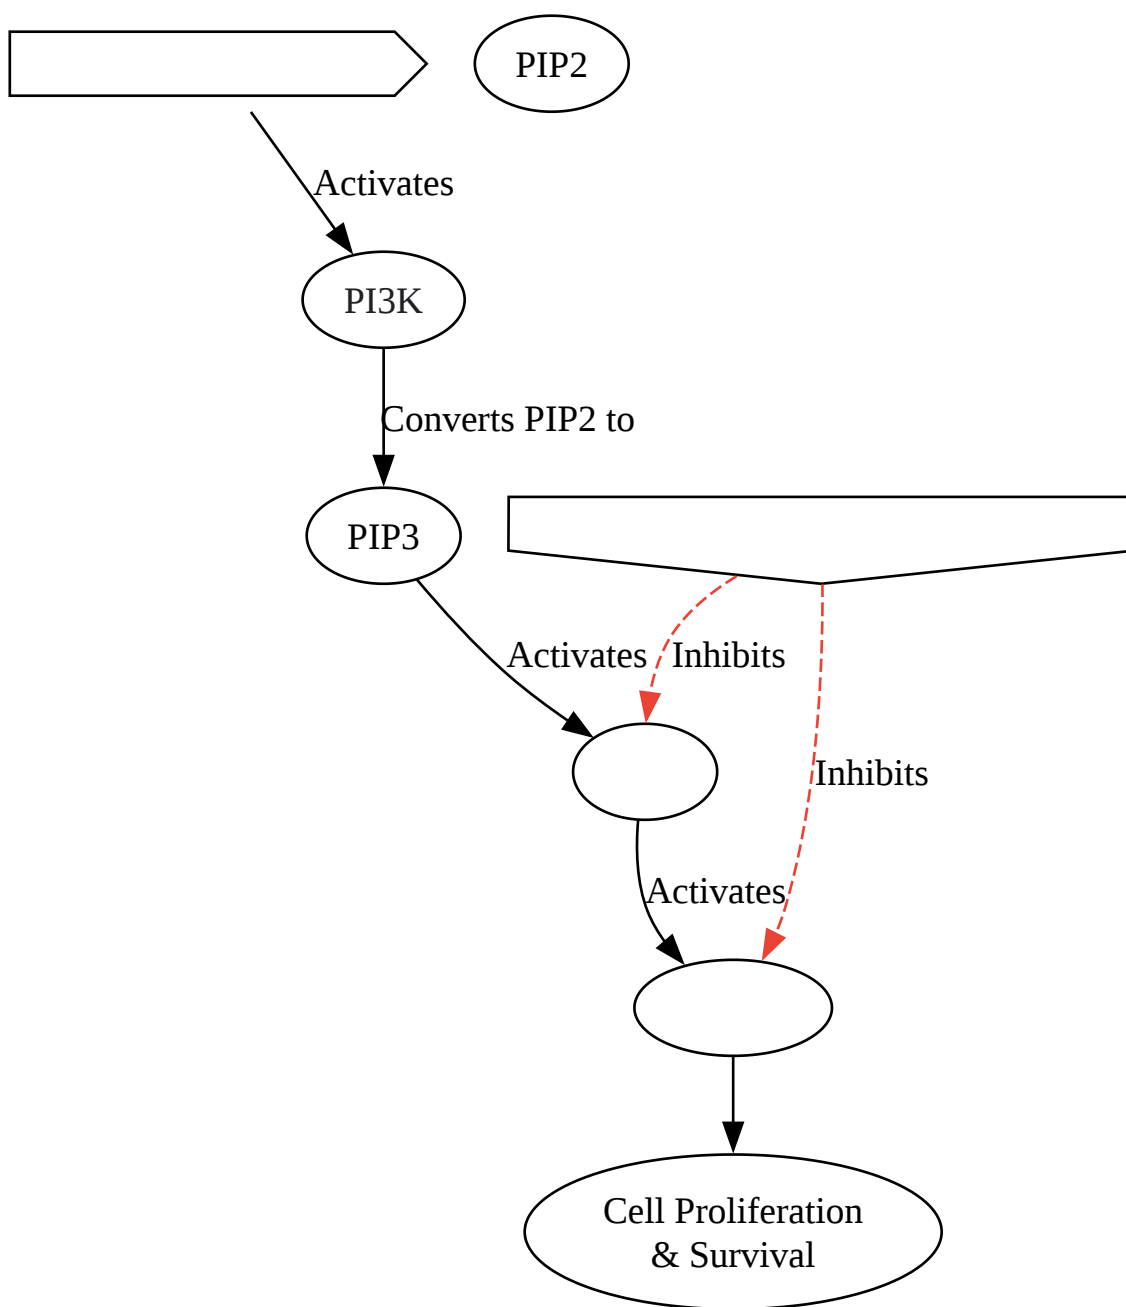 PIP2
Activates
PI3K
Converts PIP2 to
PIP3
Activates
Inhibits
Inhibits
Activates
Cell Proliferation
& Survival